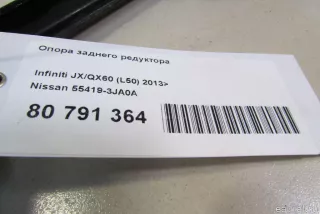 Опора заднего редуктора
Infiniti JX/QX60 (L50) 2013>
Nissan 55419-3JA0A
80 791 364